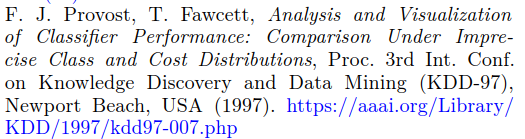 F. J. Provost, T. Fawcett, Analysis and Visualization
of Classifier Performance: Comparison Under Impre-
cise Class and Cost Distributions, Proc. 3rd Int. Conf.
on Knowledge Discovery and Data Mining (KDD-97),
Newport Beach, USA (1997). https://aaai.org/Library/
KDD/1997/kdd97-007.php